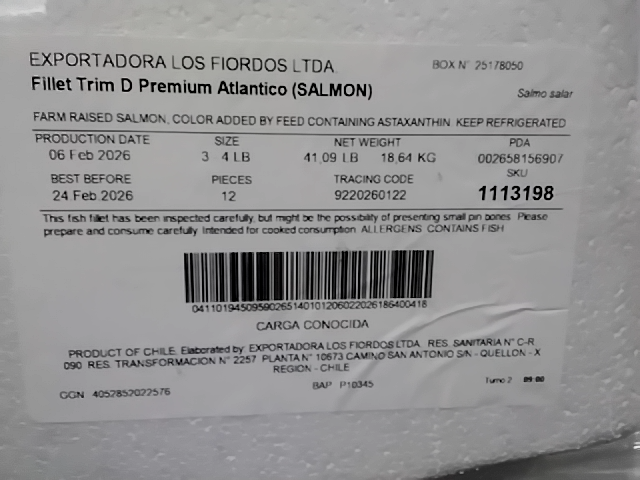 EXPORTADORA LOS FIORDOS LTDA.
BOX N° 25178050
Fillet Trim D Premium Atlantico (SALMON)
Salmo salar
FARM RAISED SALMON, COLOR ADDED BY FEED CONTAINING ASTAXANTHIN. KEEP REFRIGERATED
PRODUCTION DATE SIZE NET WEIGHT PDA
06 Feb 2026 3 4 LB 41,09 LB 18,64 KG 002658156907
BEST BEFORE PIECES TRACING CODE SKU
24 Feb 2026 12 9220260122 1113198
This fish fillet has been inspected carefully, but might be the possibility of presenting small pin bones. Please
prepare and consume carefully. Intended for cooked consumption. ALLERGENS: CONTAINS FISH
04110194509590265140101206022026186400418
CARGA CONOCIDA
PRODUCT OF CHILE. Elaborated by: EXPORTADORA LOS FIORDOS LTDA. RES. SANITARIA N° C-R
090 RES. TRANSFORMACION N° 2257 PLANTA N° 10673 CAMINO SAN ANTONIO S/N - QUELLON - X
REGION - CHILE
GGN 4052852022576
BAP P10345
Turno 2 09:00